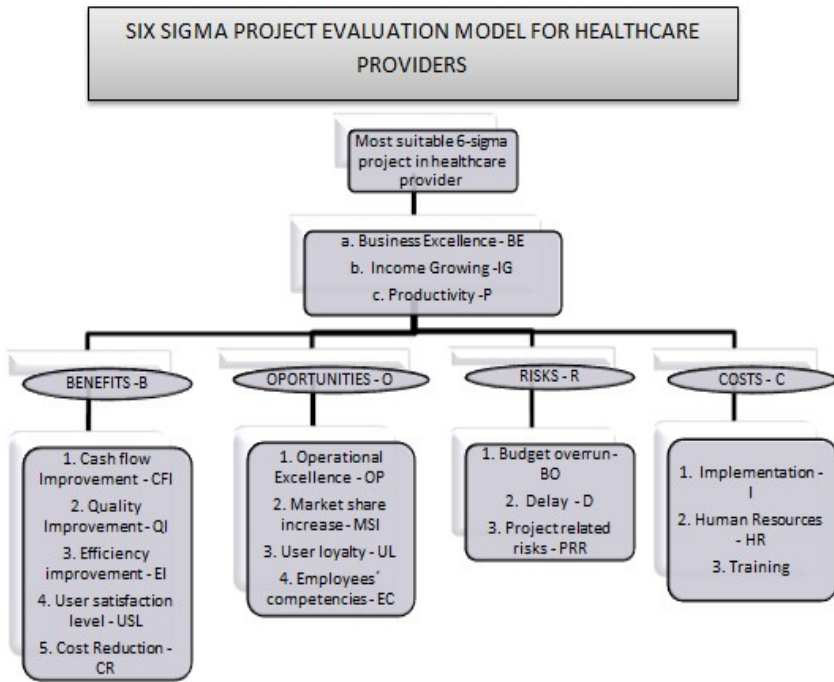 SIX SIGMA PROJECT EVALUATION MODEL FOR HEALTHCARE
PROVIDERS
Most suitable 6-sigma
project in healthcare
provider
a. Business Excellence - BE
b. Income Growing -IG
c. Productivity -P
BENEFITS -B
OPORTUNITIES - O
RISKS - R
COSTS - C
1. Cash flow
Improvement - CFI
2. Quality
Improvement - QI
3. Efficiency
improvement - EI
4. User satisfaction
level - USL
5. Cost Reduction -
CR
1. Operational
Excellence - OP
2. Market share
increase - MSI
3. User loyalty - UL
4. Employees´
competencies - EC
1. Budget overrun -
BO
2. Delay - D
3. Project related
risks - PRR
1. Implementation -
I
2. Human Resources
- HR
3. Training